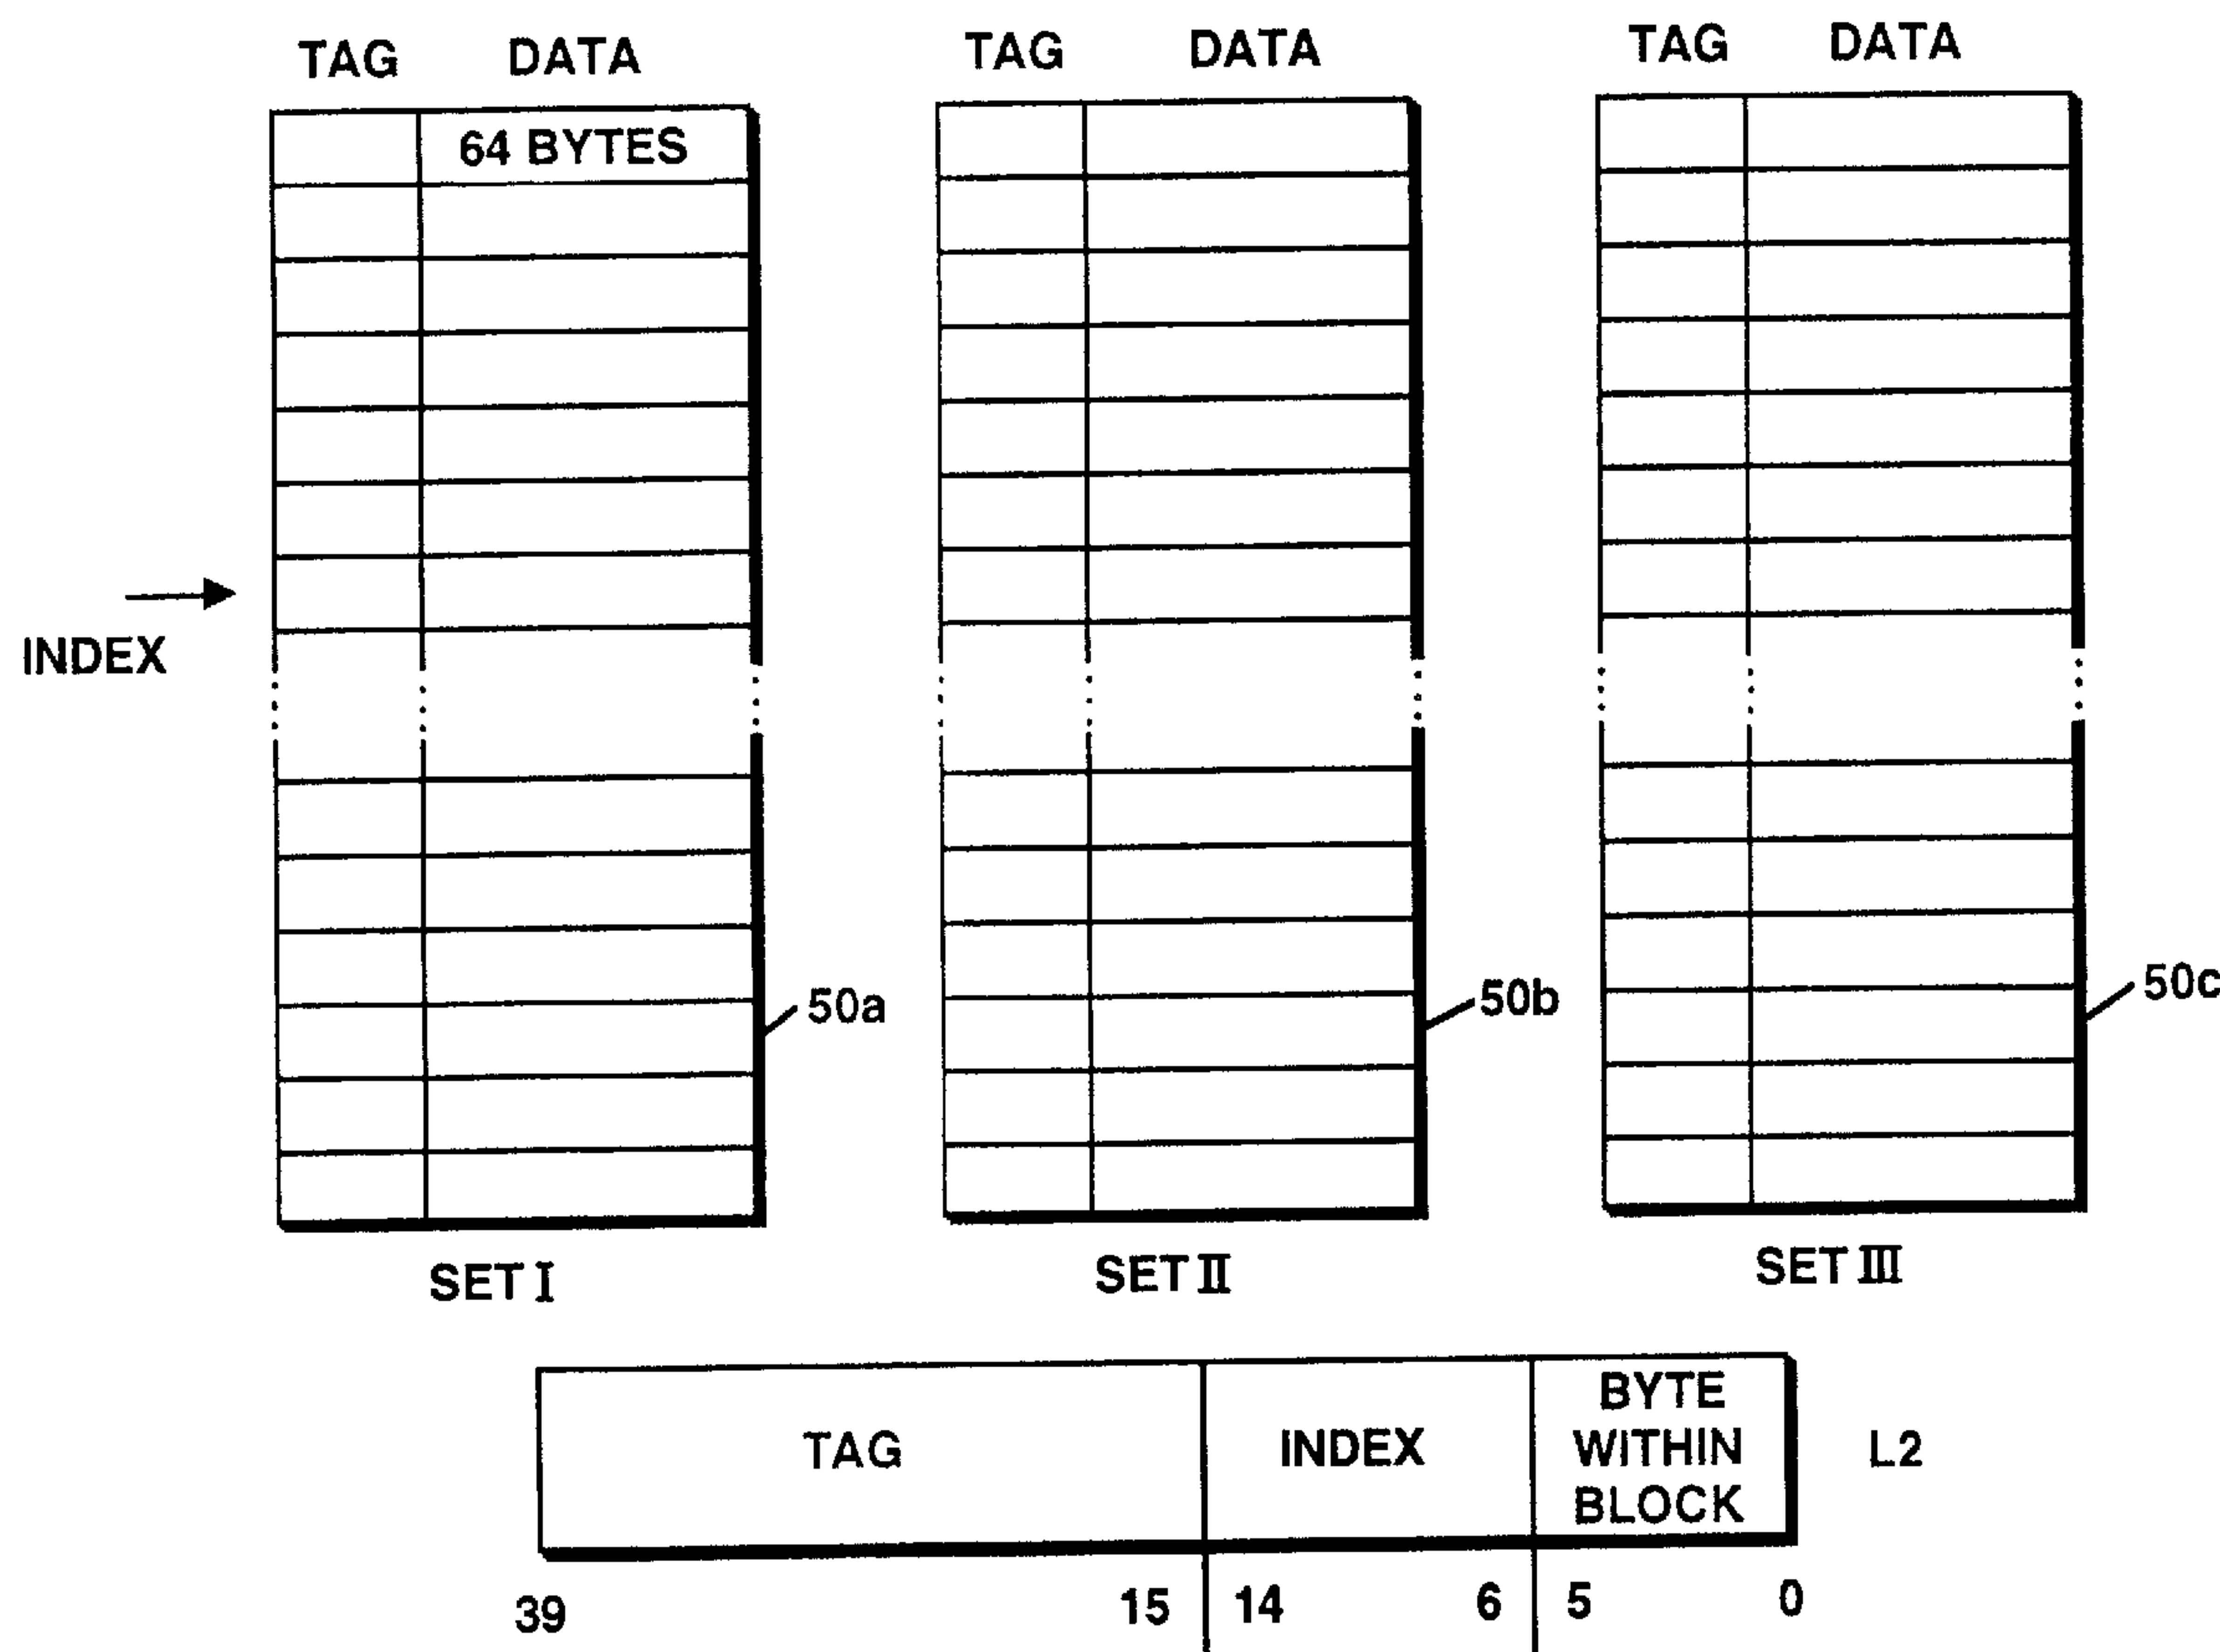 TAG DATA TAG DATA TAG DATA
64 BYTES
INDEX
50a 50b 50c
SET I SET II SET III
TAG INDEX BYTE WITHIN BLOCK L2
39 15 14 6 5 0